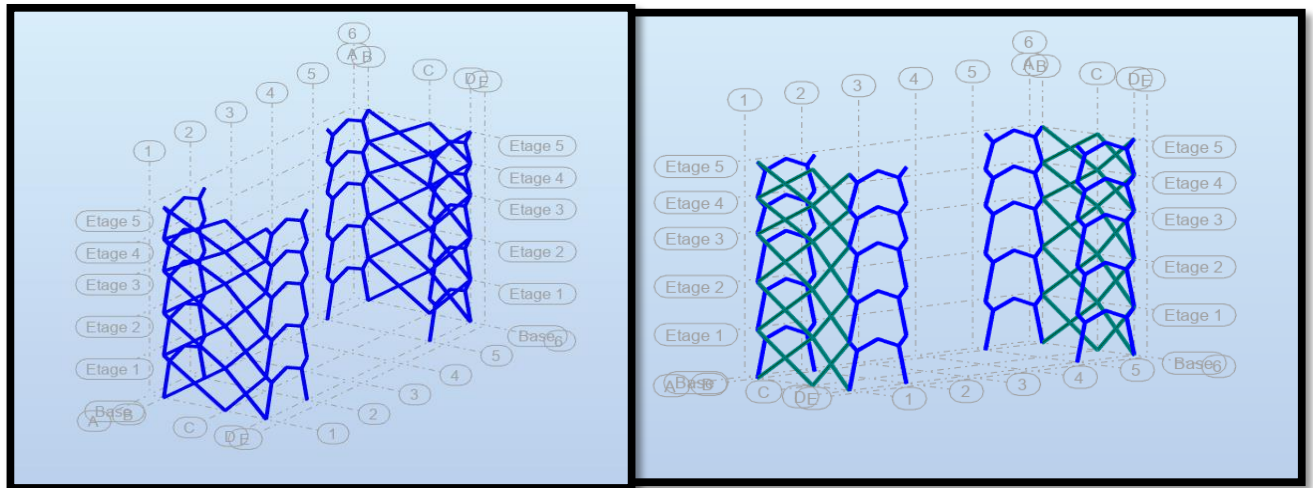 6
A B
5 C D E
4
3
2
1
Etage 5
Etage 4
Etage 3
Etage 2
Etage 1
Etage 5
Etage 4
Etage 3
Etage 2
Etage 1
Base 6
5
4
3
2
1
Base
A B
C
D E
6
A B
5 C D E
4
3
2
1
Etage 5
Etage 4
Etage 3
Etage 2
Etage 1
Etage 5
Etage 4
Etage 3
Etage 2
Etage 1
Base 6
5
4
3
2
1
A Base B
C
D E